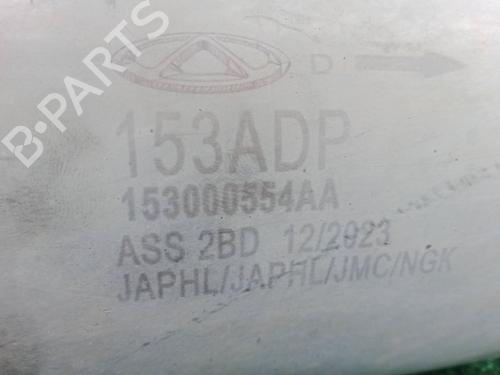 D
153ADP
153000554AA
ASS 2BD 12/2023
JAPHL/JAPHL/JMC/NGK
B-PARTS